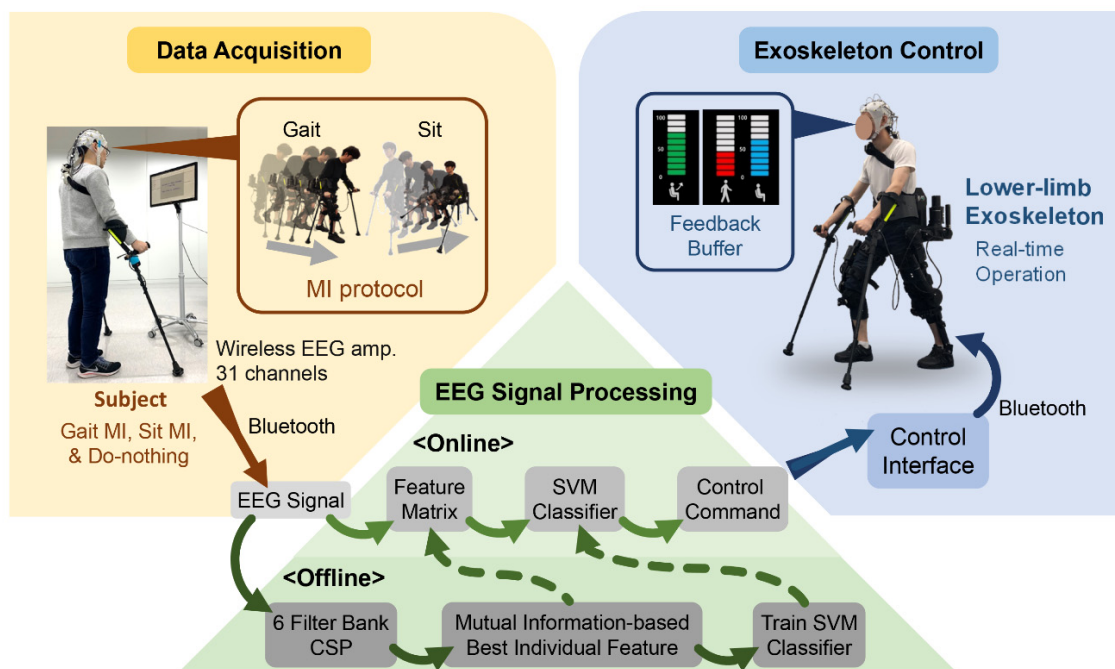 Data Acquisition
Gait
Sit
MI protocol
Wireless EEG amp.
31 channels
Subject
Gait MI, Sit MI,
& Do-nothing
Bluetooth
EEG Signal
Exoskeleton Control
100
50
0
100
50
0
Feedback
Buffer
Lower-limb
Exoskeleton
Real-time
Operation
Bluetooth
Control
Interface
EEG Signal Processing
<Online>
Feature
Matrix
SVM
Classifier
Control
Command
<Offline>
6 Filter Bank
CSP
Mutual Information-based
Best Individual Feature
Train SVM
Classifier